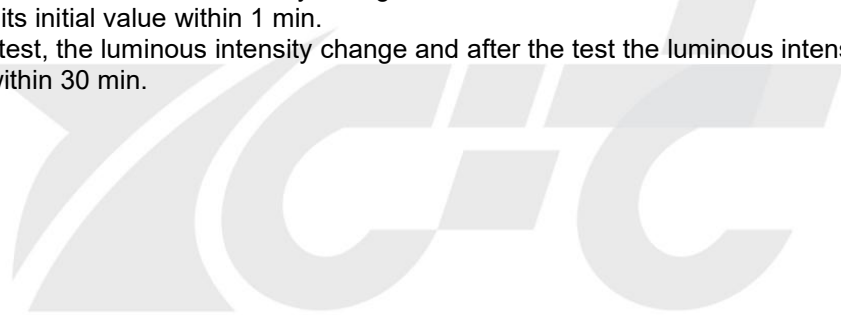 its initial value within 1 min.
test, the luminous intensity change and after the test the luminous
within 30 min.